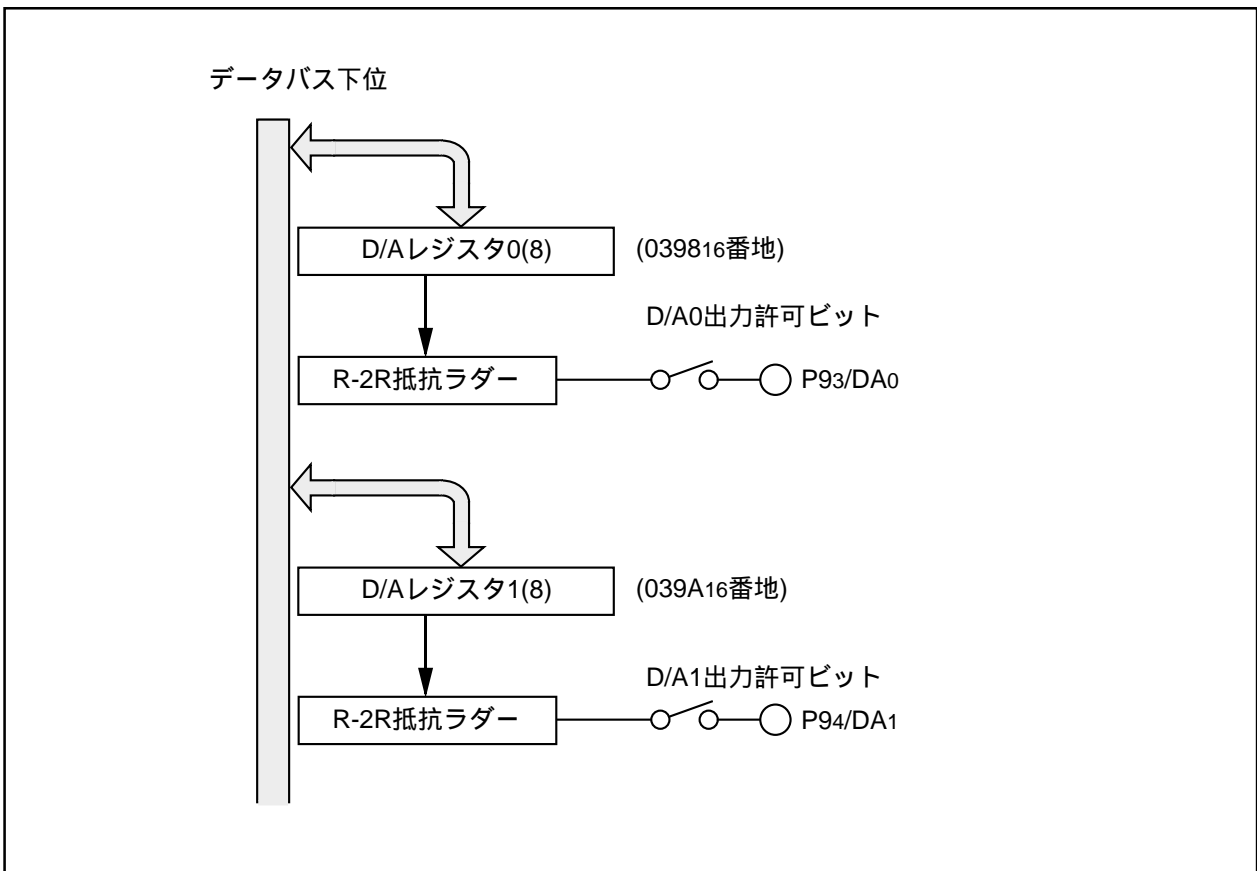 データバス下位
D/Aレジスタ0(8) (039816番地)
D/A0出力許可ビット
R-2R抵抗ラダー P93/DA0
D/Aレジスタ1(8) (039A16番地)
D/A1出力許可ビット
R-2R抵抗ラダー P94/DA1